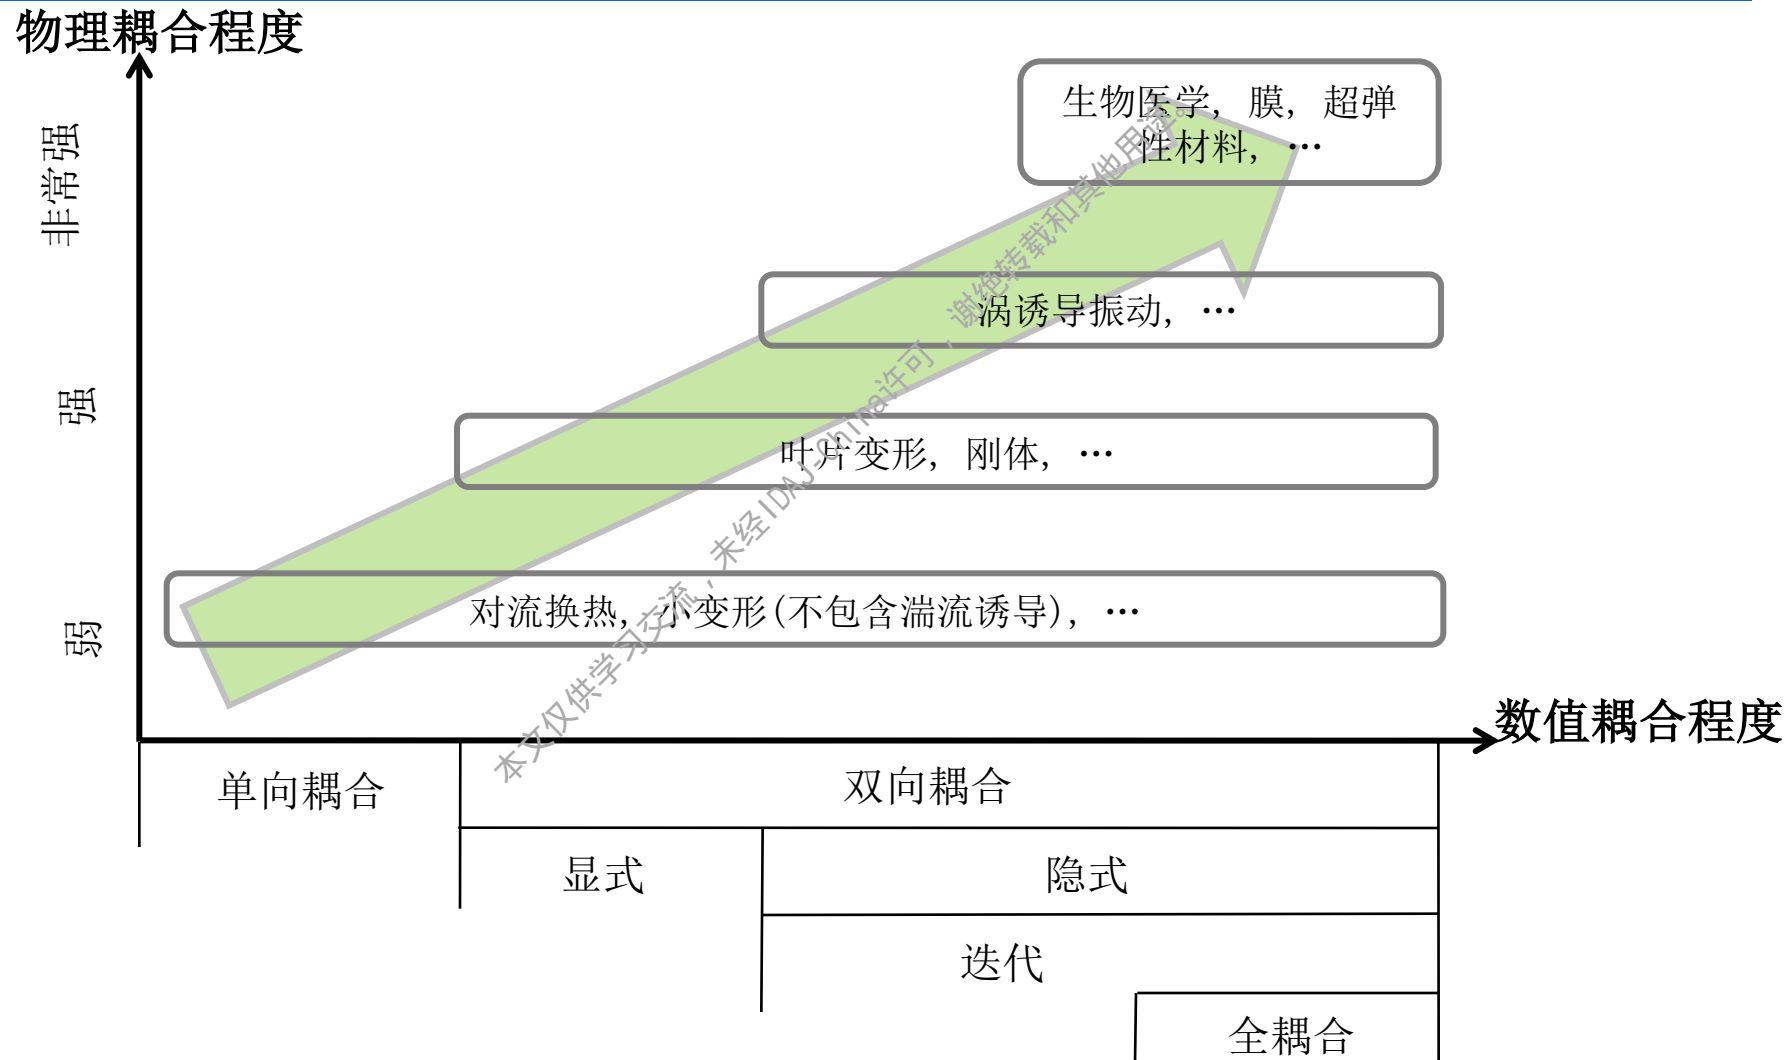 物理耦合程度
非常强
强
弱
生物医学, 膜, 超弹
性材料, …
涡诱导振动, …
叶片变形, 刚体, …
对流换热, 小变形(不包含湍流诱导), …
本文仅供学习交流，未经IDAJ-China许可，谢绝转载和其他用途。
数值耦合程度
单向耦合
双向耦合
显式
隐式
迭代
全耦合